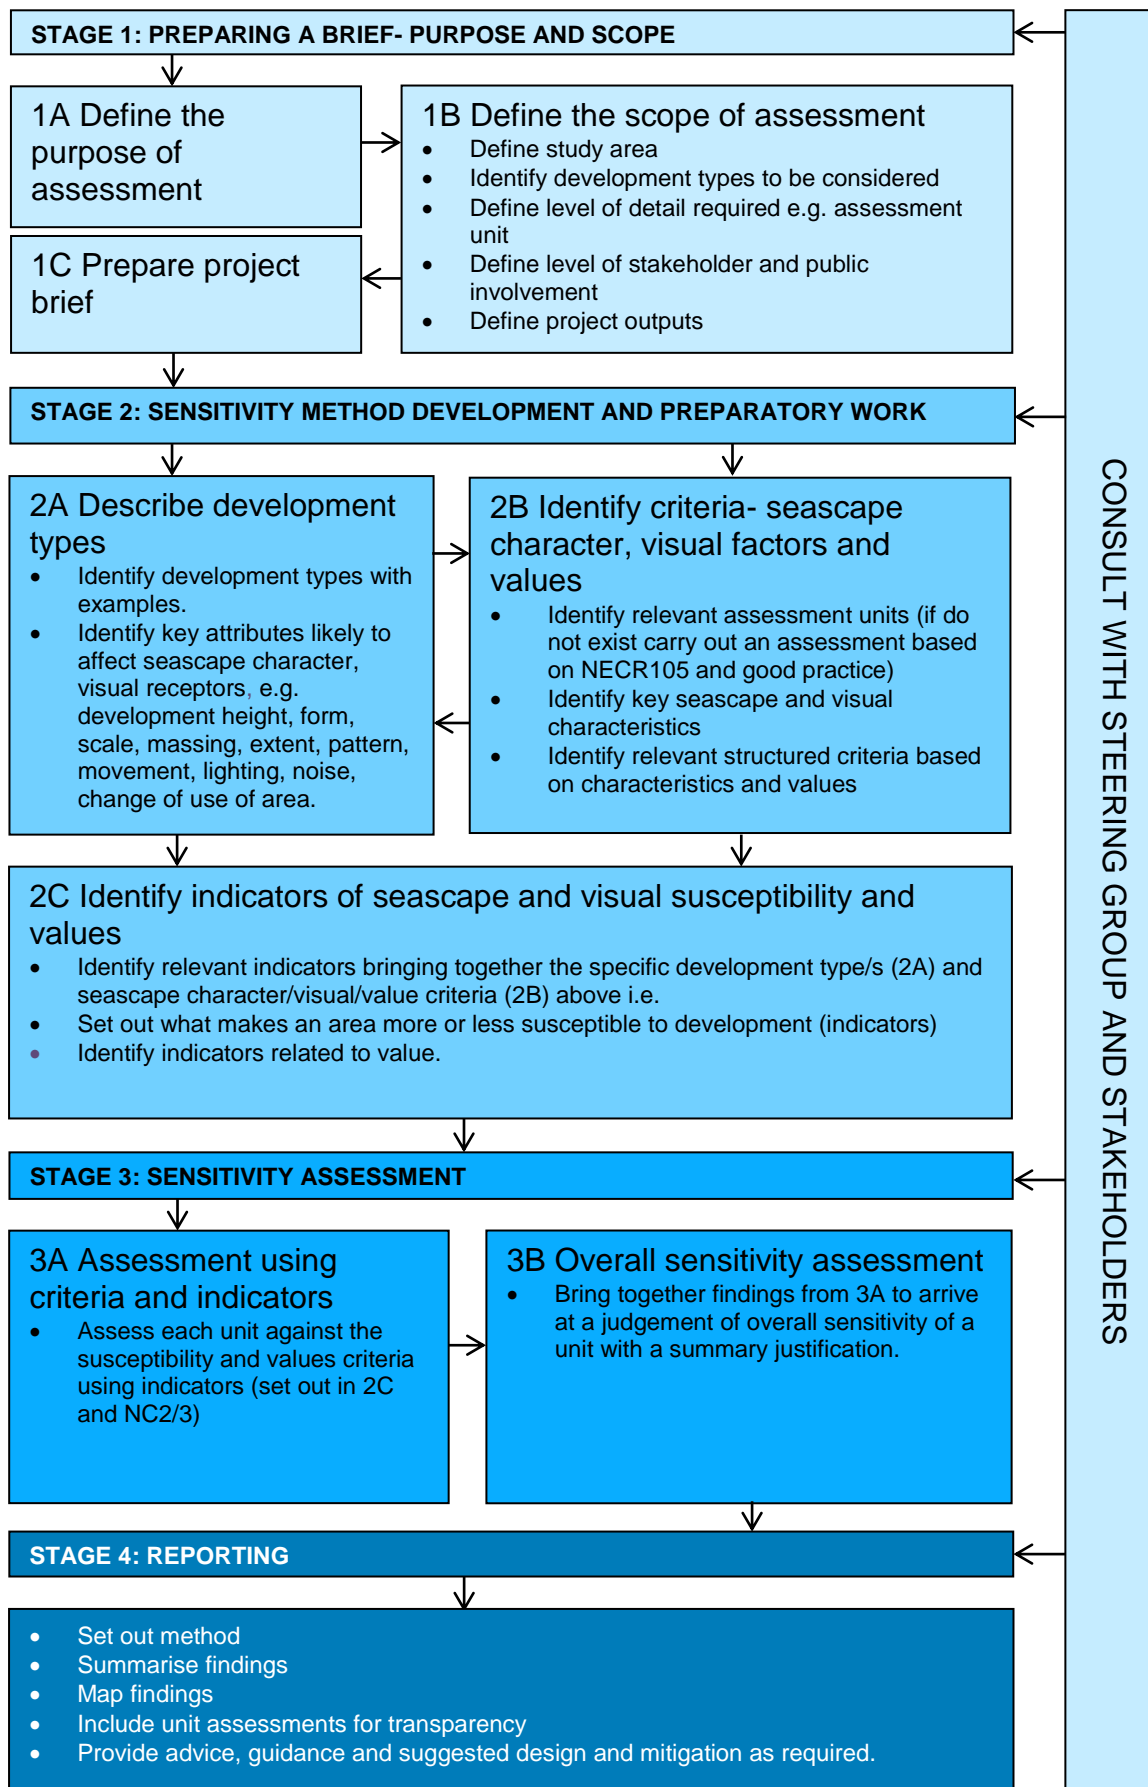 STAGE 1: PREPARING A BRIEF- PURPOSE AND SCOPE
1A Define the
purpose of
assessment
1B Define the scope of assessment
• Define study area
• Identify development types to be considered
• Define level of detail required e.g. assessment
unit
• Define level of stakeholder and public
involvement
• Define project outputs
1C Prepare project
brief
STAGE 2: SENSITIVITY METHOD DEVELOPMENT AND PREPARATORY WORK
2A Describe development
types
• Identify development types with
examples.
• Identify key attributes likely to
affect seascape character,
visual receptors, e.g.
development height, form,
scale, massing, extent, pattern,
movement, lighting, noise,
change of use of area.
2B Identify criteria- seascape
character, visual factors and
values
• Identify relevant assessment units (if do
not exist carry out an assessment based
on NECR105 and good practice)
• Identify key seascape and visual
characteristics
• Identify relevant structured criteria based
on characteristics and values
2C Identify indicators of seascape and visual susceptibility and
values
• Identify relevant indicators bringing together the specific development type/s (2A) and
seascape character/visual/value criteria (2B) above i.e.
• Set out what makes an area more or less susceptible to development (indicators)
• Identify indicators related to value.
STAGE 3: SENSITIVITY ASSESSMENT
3A Assessment using
criteria and indicators
• Assess each unit against the
susceptibility and values criteria
using indicators (set out in 2C
and NC2/3)
3B Overall sensitivity assessment
• Bring together findings from 3A to arrive
at a judgement of overall sensitivity of a
unit with a summary justification.
STAGE 4: REPORTING
• Set out method
• Summarise findings
• Map findings
• Include unit assessments for transparency
• Provide advice, guidance and suggested design and mitigation as required.
CONSULT WITH STEERING GROUP AND STAKEHOLDERS